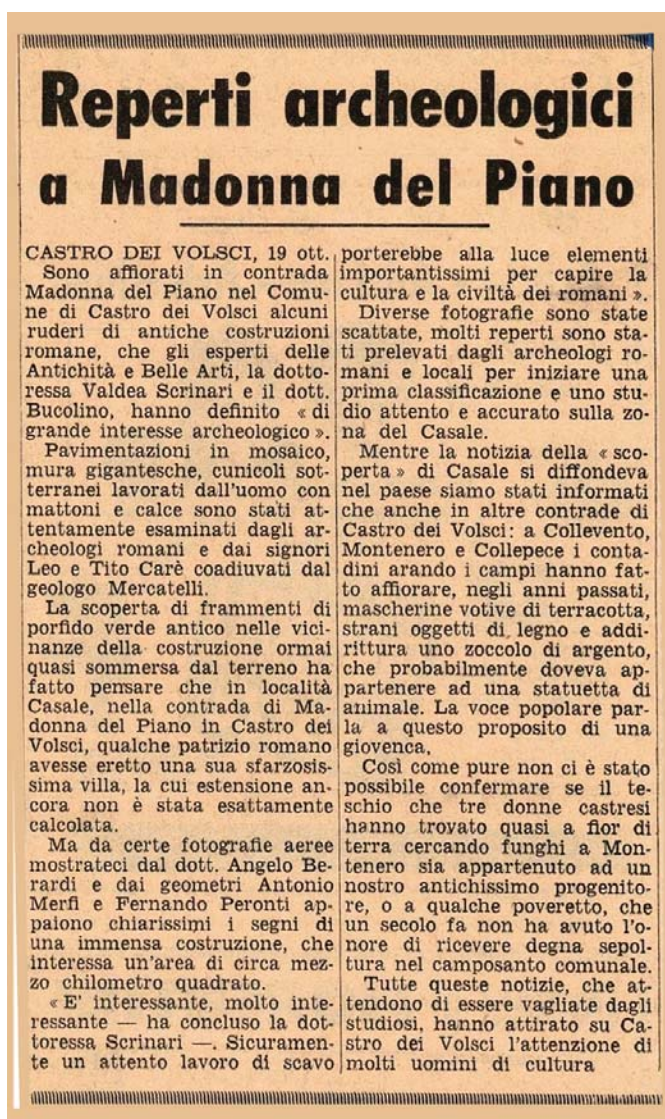 Reperti archeologici
a Madonna del Piano
CASTRO DEI VOLSCI, 19 ott.
Sono affiorati in contrada
Madonna del Piano nel Comu-
ne di Castro dei Volsci alcuni
ruderi di antiche costruzioni
romane, che gli esperti delle
Antichità e Belle Arti, la dotto-
ressa Valdea Scrinari e il dott.
Bucolino, hanno definito « di
grande interesse archeologico ».
Pavimentazioni in mosaico,
mura gigantesche, cunicoli sot-
terranei lavorati dall'uomo con
mattoni e calce sono stati at-
tentamente esaminati dagli ar-
cheologi romani e dai signori
Leo e Tito Carè coadiuvati dal
geologo Mercatelli.
La scoperta di frammenti di
porfido verde antico nelle vici-
nanze della costruzione ormai
quasi sommersa dal terreno ha
fatto pensare che in località
Casale, nella contrada di Ma-
donna del Piano in Castro dei
Volsci, qualche patrizio romano
avesse eretto una sua sfarzosis-
sima villa, la cui estensione an-
cora non è stata esattamente
calcolata.
Ma da certe fotografie aeree
mostrateci dal dott. Angelo Be-
rardi e dai geometri Antonio
Merfi e Fernando Peronti ap-
paiono chiarissimi i segni di
una immensa costruzione, che
interessa un'area di circa mez-
zo chilometro quadrato.
« E' interessante, molto inte-
ressante — ha concluso la dot-
toressa Scrinari —. Sicuramen-
te un attento lavoro di scavo
porterebbe alla luce elementi
importantissimi per capire la
cultura e la civiltà dei romani ».
Diverse fotografie sono state
scattate, molti reperti sono sta-
ti prelevati dagli archeologi ro-
mani e locali per iniziare una
prima classificazione e uno stu-
dio attento e accurato sulla zo-
na del Casale.
Mentre la notizia della « sco-
perta » di Casale si diffondeva
nel paese siamo stati informati
che anche in altre contrade di
Castro dei Volsci: a Collevento,
Montenero e Collepece i conta-
dini arando i campi hanno fat-
to affiorare, negli anni passati,
mascherine votive di terracotta,
strani oggetti di legno e addi-
rittura uno zoccolo di argento,
che probabilmente doveva ap-
partenere ad una statuetta di
animale. La voce popolare par-
la a questo proposito di una
giovenca.
Così come pure non ci è stato
possibile confermare se il te-
schio che tre donne castresi
hanno trovato quasi a fior di
terra cercando funghi a Mon-
tenero sia appartenuto ad un
nostro antichissimo progenito-
re, o a qualche poveretto, che
un secolo fa non ha avuto l'o-
nore di ricevere degna sepol-
tura nel camposanto comunale.
Tutte queste notizie, che at-
tendono di essere vagliate dagli
studiosi, hanno attirato su Ca-
stro dei Volsci l'attenzione di
molti uomini di cultura